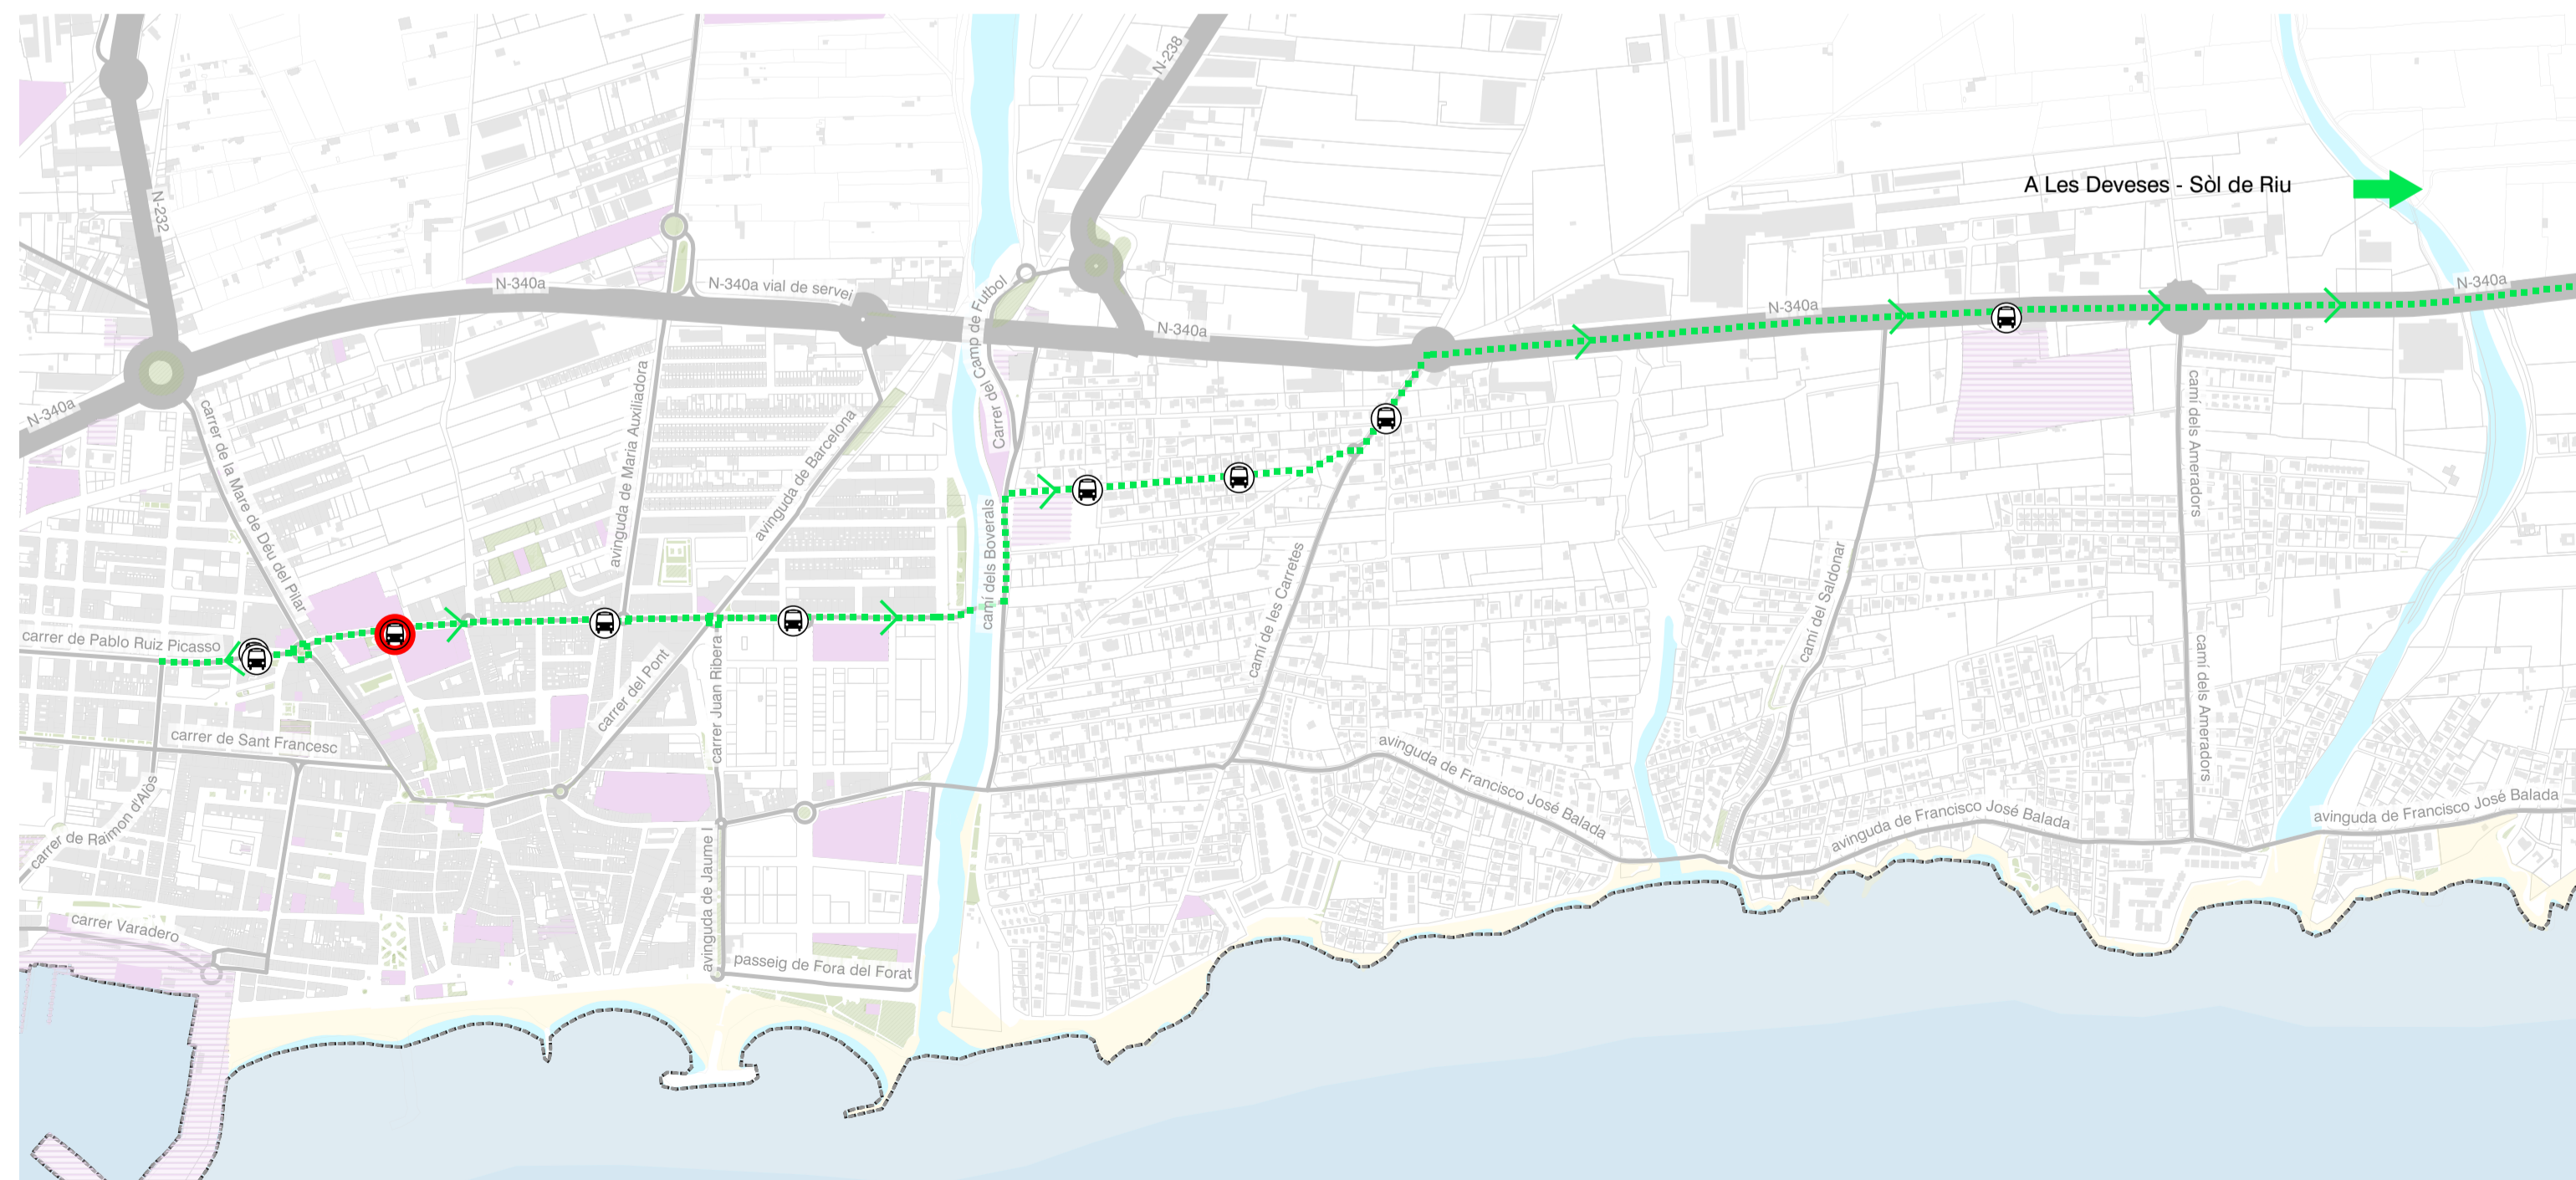 N-238
A Les Deveses - Sòl de Riu
N-232
N-340a
N-340a vial de servei
Carrer del Camp de Futbol
N-340a
N-340a
N-340a
N-340a
carrer de la Mare de Déu del Pilar
avinguda de Maria Auxiliadora
avinguda de Barcelona
camí dels Boverals
camí de les Carretes
camí del Saldonar
camí dels Ameradors
camí dels Ameradors
carrer de Pablo Ruiz Picasso
carrer del Pont
carrer Juan Ribera
carrer de Sant Francesc
carrer de Raimon d'Alòs
avinguda de Francisco José Balada
avinguda de Francisco José Balada
avinguda de Francisco José Balada
avinguda de Jaume I
carrer Varadero
passeig de Fora del Forat